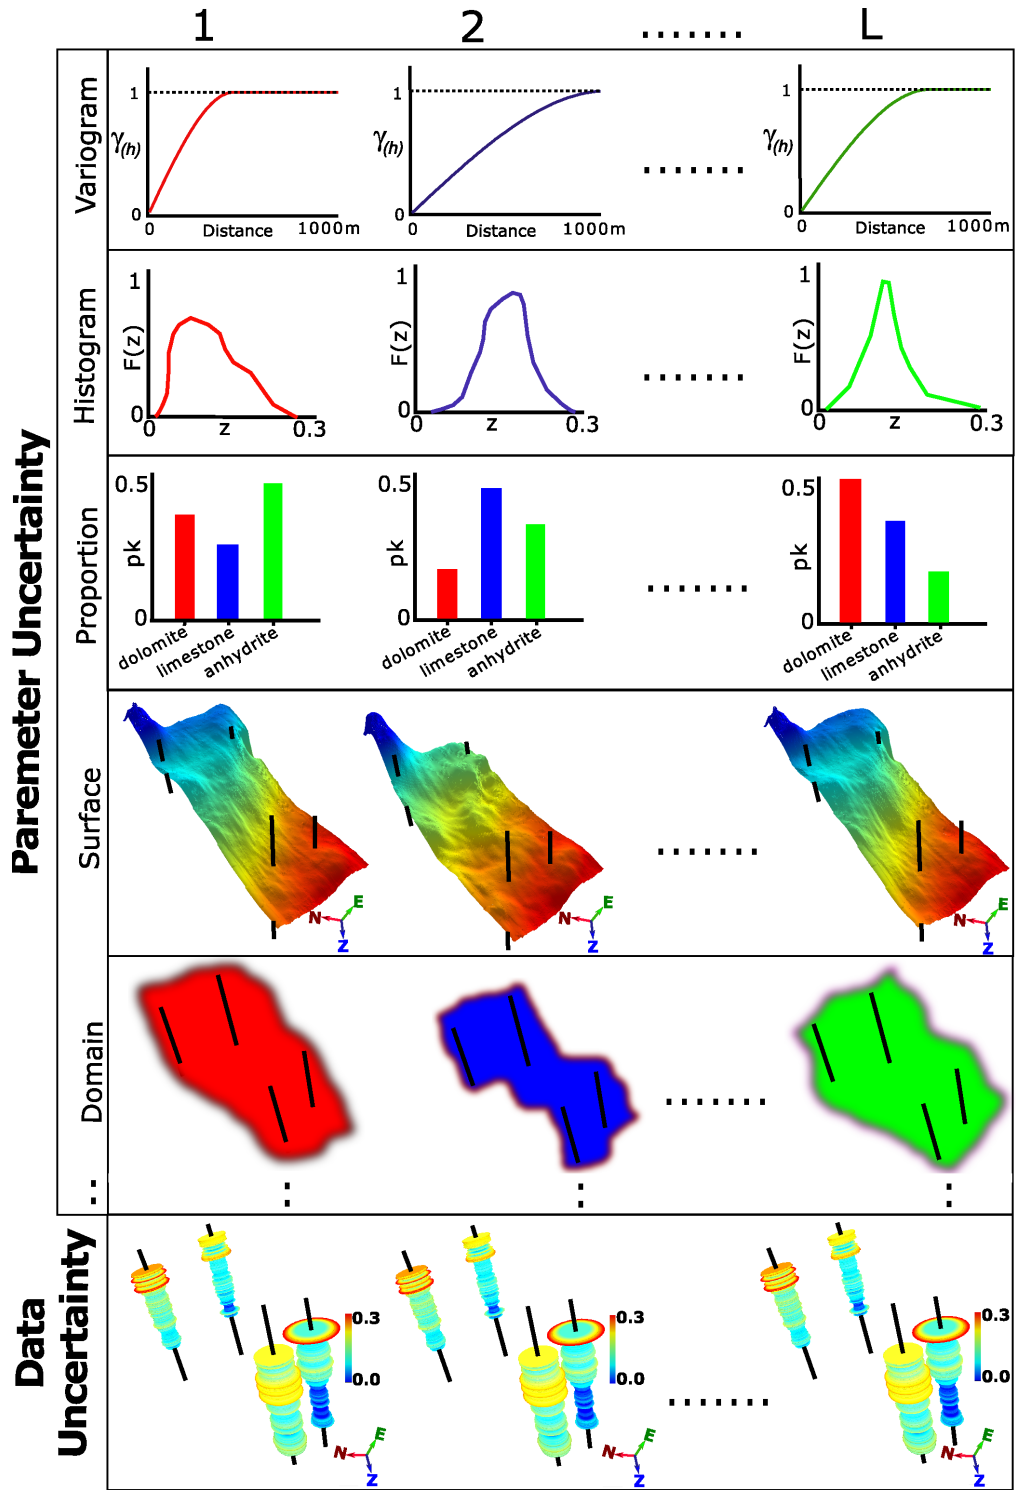 1 2 ....... L
Paremeter Uncertainty
Variogram
1 γ(h) 0 0 Distance 1000m
1 γ(h) 0 0 Distance 1000m
.......
1 γ(h) 0 0 Distance 1000m
Histogram
1 F(z) 0 0 z 0.3
1 F(z) 0 0 z 0.3
.......
1 F(z) 0 0 z 0.3
Proportion
0.5 pk 0 dolomite limestone anhydrite
0.5 pk 0 dolomite limestone anhydrite
.......
0.5 pk 0 dolomite limestone anhydrite
Surface
N E Z
N E Z
.......
N E Z
Domain
.......
..
:
:
:
Data
Uncertainty
0.3 0.0 N E Z
0.3 0.0 N E Z
.......
0.3 0.0 N E Z